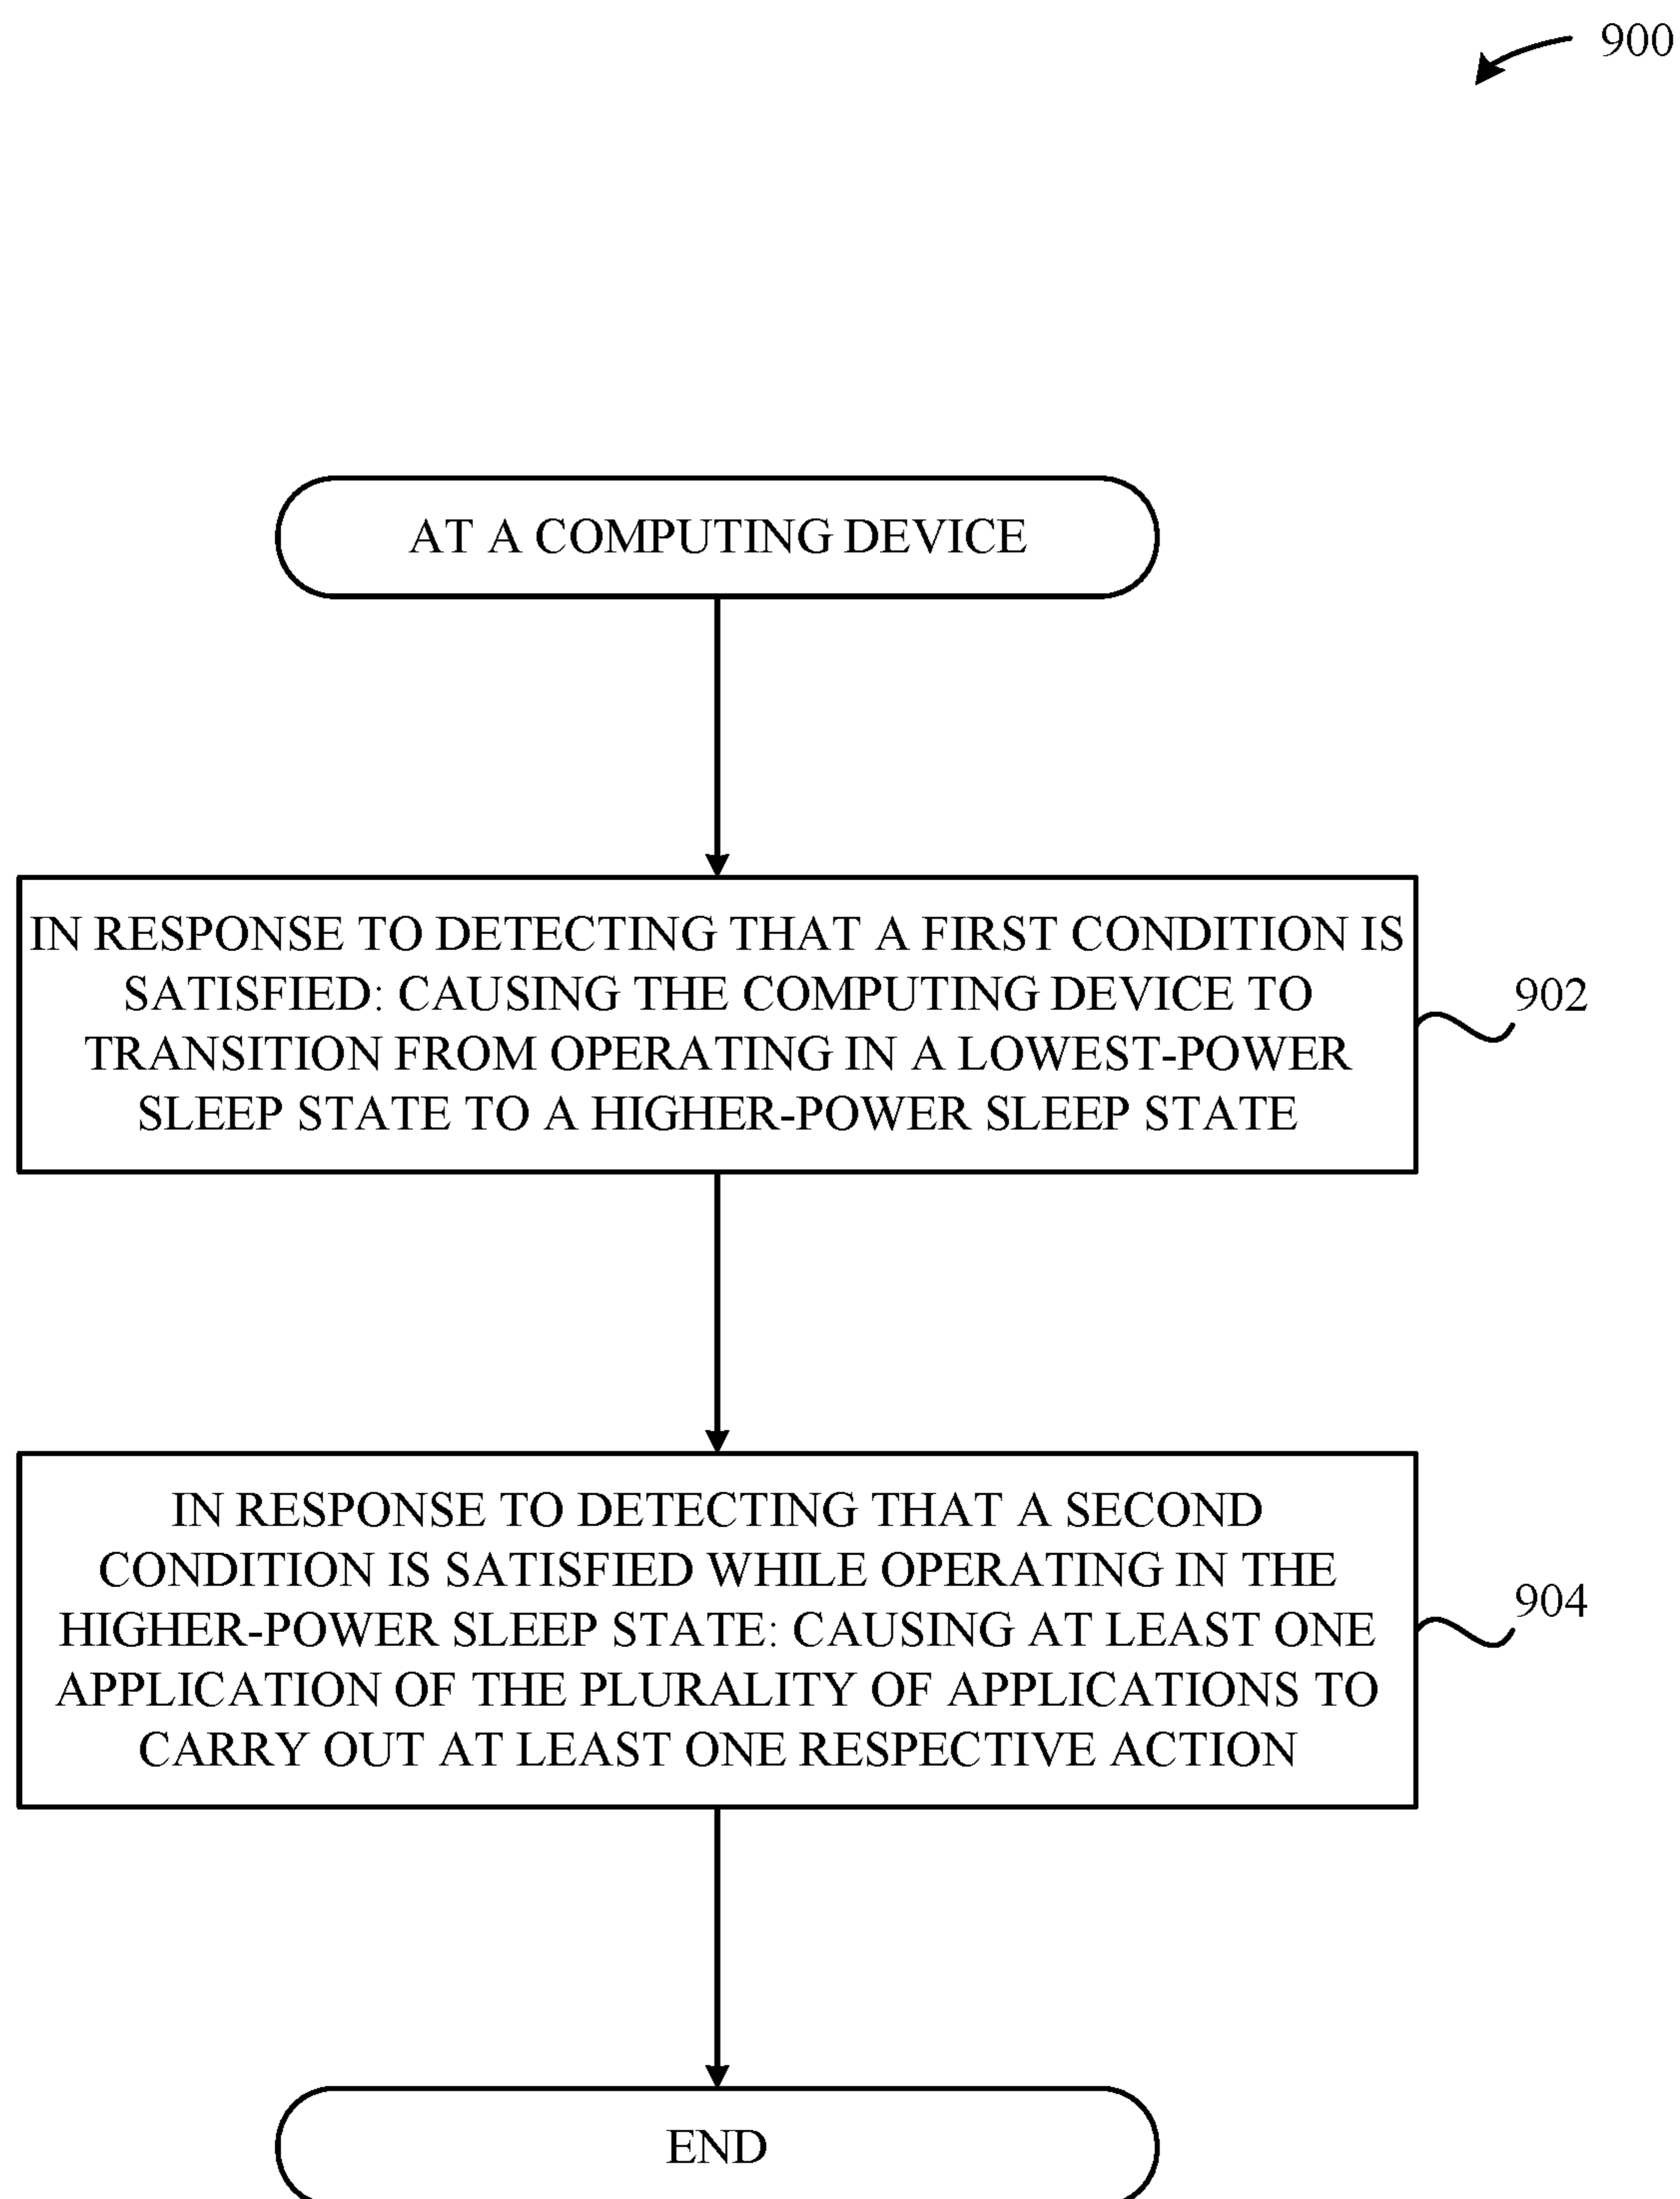 900
AT A COMPUTING DEVICE
IN RESPONSE TO DETECTING THAT A FIRST CONDITION IS
SATISFIED: CAUSING THE COMPUTING DEVICE TO
TRANSITION FROM OPERATING IN A LOWEST-POWER
SLEEP STATE TO A HIGHER-POWER SLEEP STATE
902
IN RESPONSE TO DETECTING THAT A SECOND
CONDITION IS SATISFIED WHILE OPERATING IN THE
HIGHER-POWER SLEEP STATE: CAUSING AT LEAST ONE
APPLICATION OF THE PLURALITY OF APPLICATIONS TO
CARRY OUT AT LEAST ONE RESPECTIVE ACTION
904
END